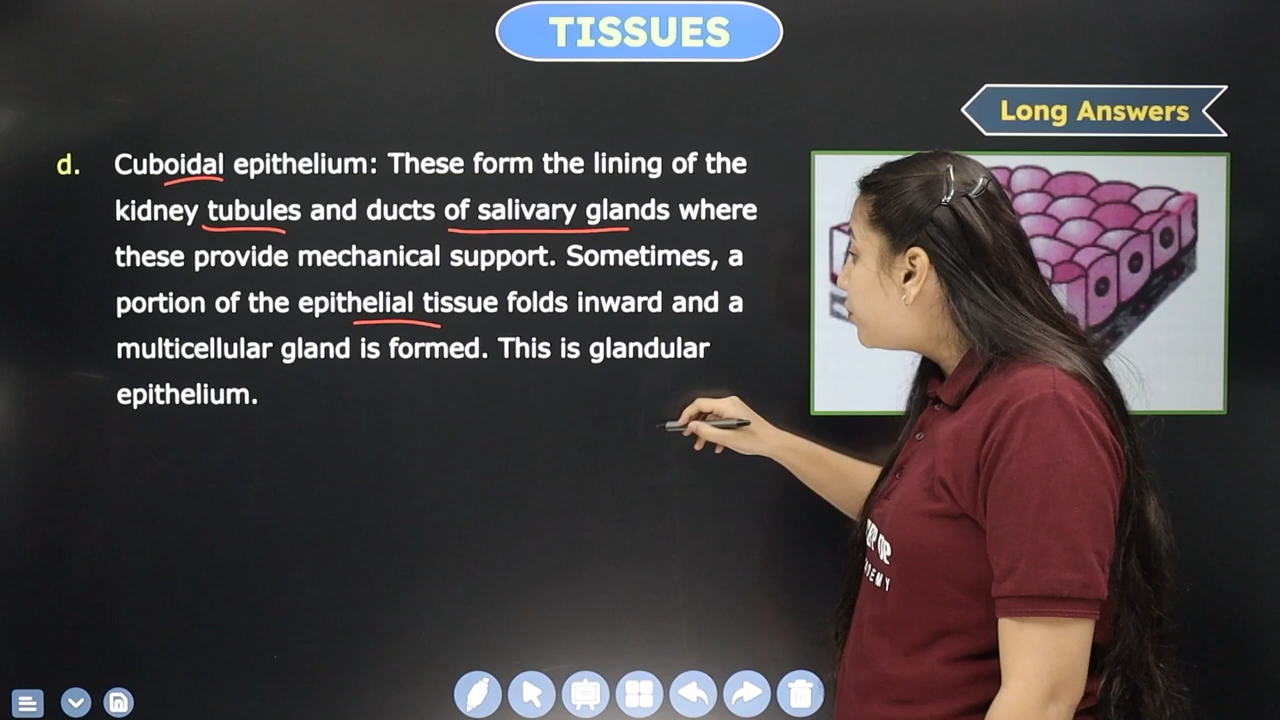 TISSUES
Long Answers
d. Cuboidal epithelium: These form the lining of the
kidney tubules and ducts of salivary glands where
these provide mechanical support. Sometimes, a
portion of the epithelial tissue folds inward and a
multicellular gland is formed. This is glandular
epithelium.